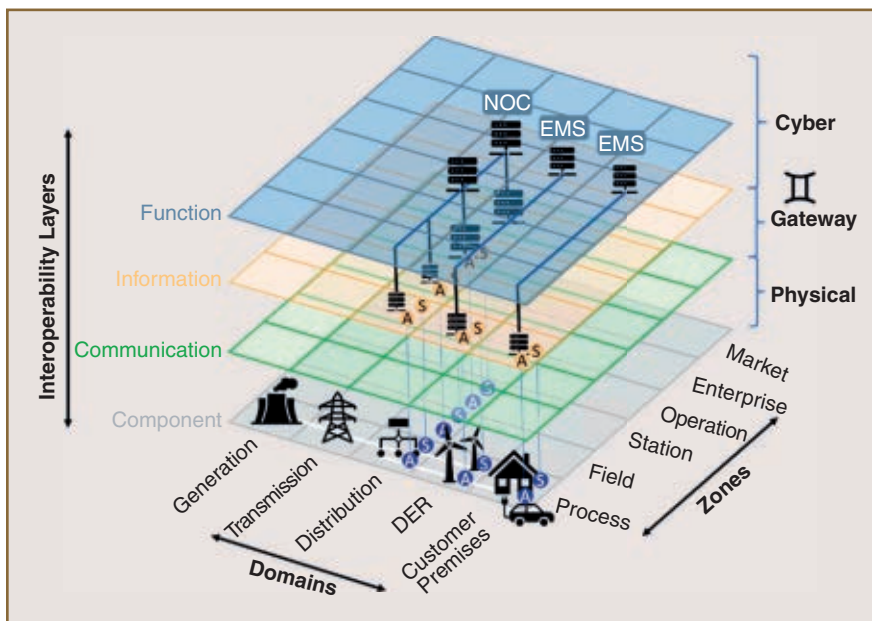 NOC
EMS
EMS
Cyber
Gateway
Physical
Interoperability Layers
Function
Information
Communication
Component
A S
A S
A S
A S
A S
Generation
Transmission
Distribution
DER
Customer
Premises
Domains
Market
Enterprise
Operation
Station
Field
Process
Zones
A S
A S
A S